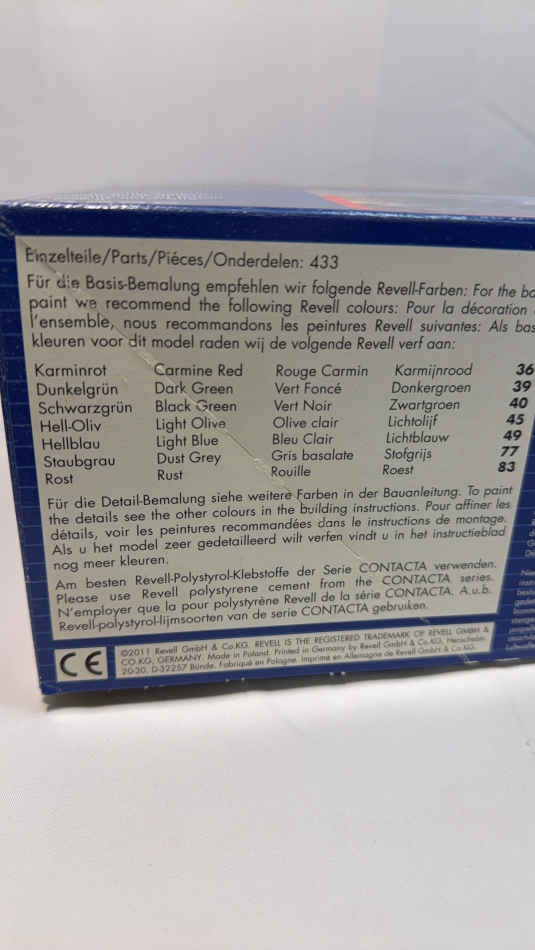 Einzelteile/Parts/Piéces/Onderdelen: 433
Für die Basis-Bemalung empfehlen wir folgende Revell-Farben: For the
paint we recommend the following Revell colours: Pour la décoration
l'ensemble, nous recommandons les peintures Revell suivantes: Als
kleuren voor dit model raden wij de volgende Revell verf aan:
Karminrot Carmine Red Rouge Carmin Karmijnrood 36
Dunkelgrün Dark Green Vert Foncé Donkergroen 39
Schwarzgrün Black Green Vert Noir Zwartgroen 40
Hell-Oliv Light Olive Olive clair Lichtolijf 45
Hellblau Light Blue Bleu Clair Lichtblauw 49
Staubgrau Dust Grey Gris basalate Stofgrijs 77
Rost Rust Rouille Roest 83
Für die Detail-Bemalung siehe weitere Farben in der Bauanleitung. To paint
the details see the other colours in the building instructions. Pour affiner les
détails, voir les peintures recommandées dans le instructions de montage.
Als u het model zeer gedetailleerd wilt verfen vindt u in het instructieblad
nog meer kleuren.
Am besten Revell-Polystyrol-Klebstoffe der Serie CONTACTA verwenden.
Please use Revell polystyrene cement from the CONTACTA series.
N'employer que la pour polystyrène Revell de la série CONTACTA. A.u.b.
Revell-polystyrol-lijmsoorten van de serie CONTACTA gebruiken.
CE
©2011 Revell GmbH & Co.KG. REVELL IS THE REGISTERED TRADEMARK OF REVELL GmbH &
CO.KG, GERMANY. Made in Poland. Printed in Germany by Revell GmbH & Co.KG, Henschelstr.
20-30, D-32257 Bünde. Fabriqué en Pologne. Imprimé en Allemagne de Revell GmbH & Co.KG.